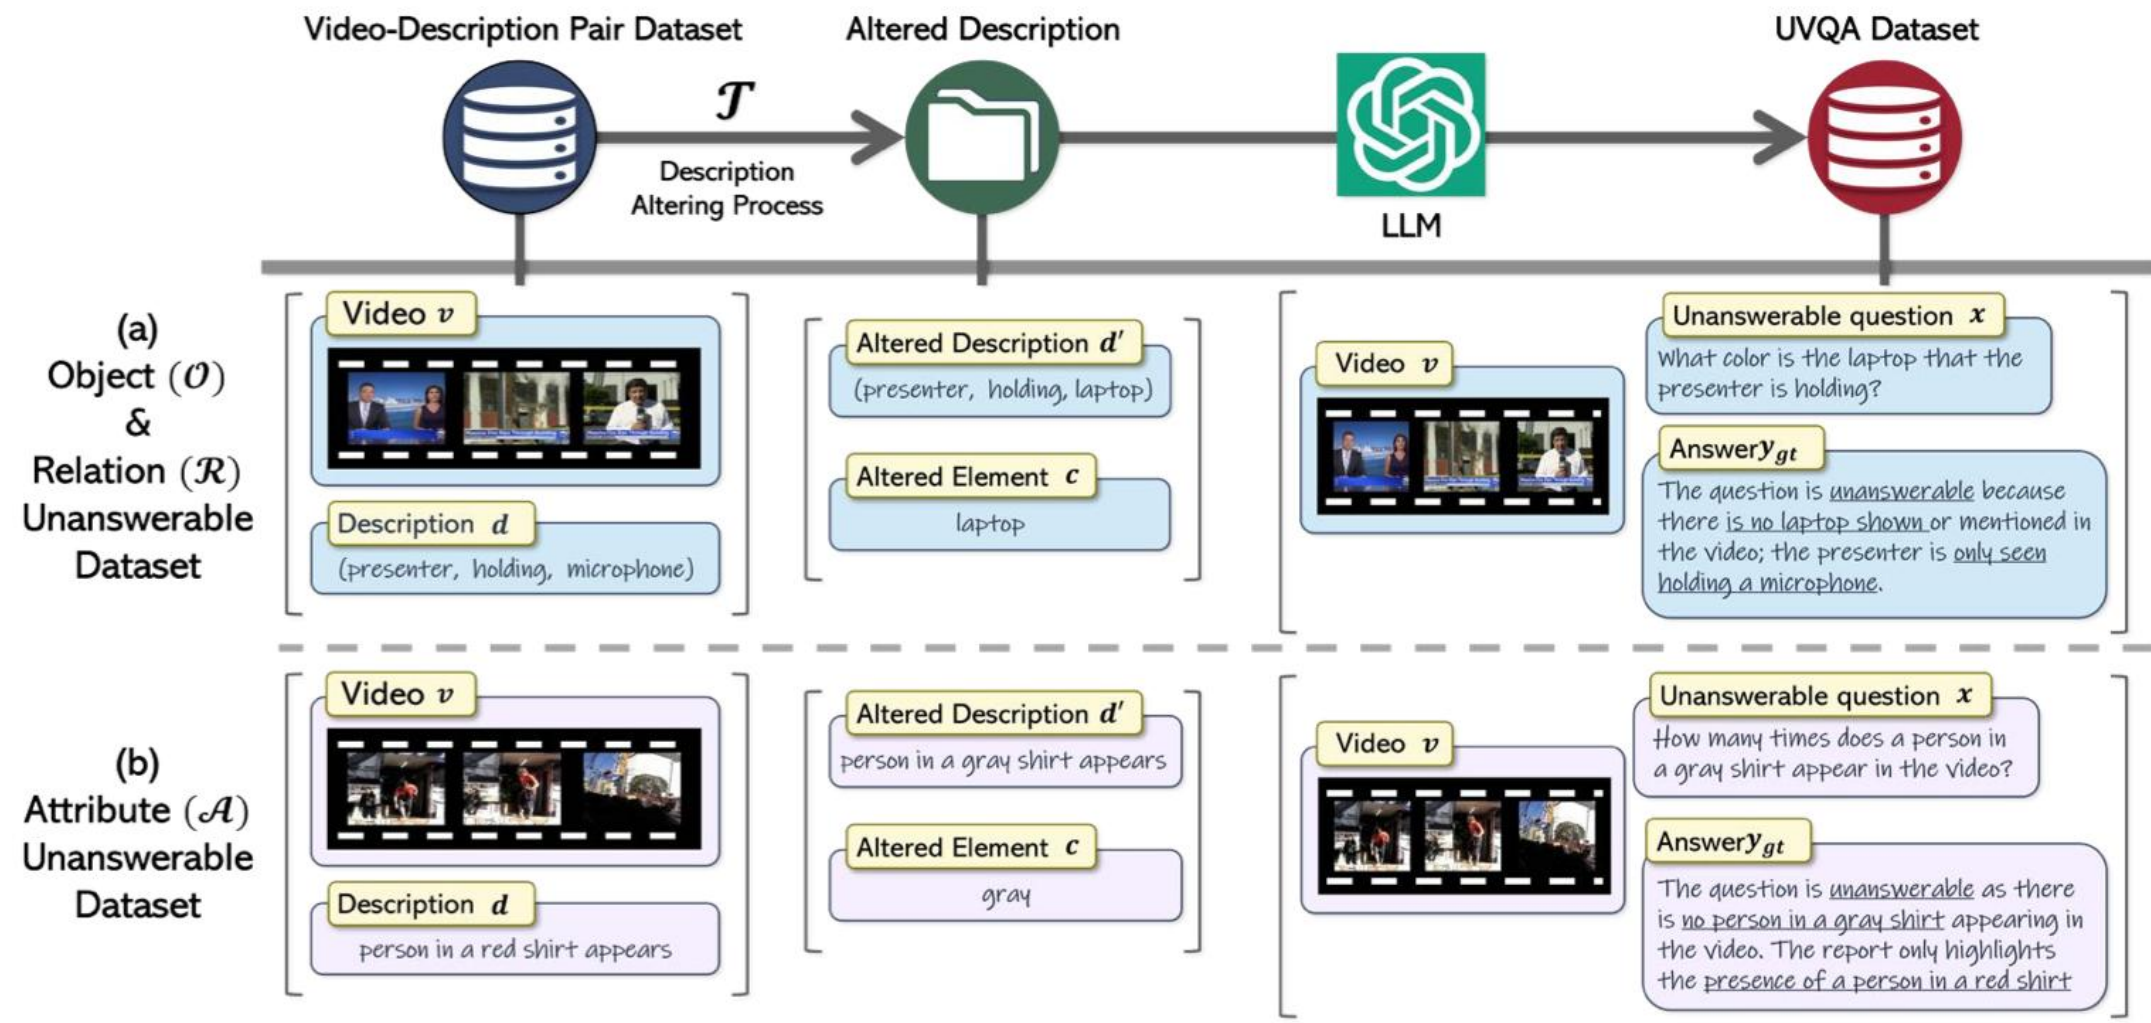 Video-Description Pair Dataset
Altered Description
UVQA Dataset
𝒯
Description
Altering Process
LLM
(a)
Object (𝒪)
&
Relation (ℛ)
Unanswerable
Dataset
Video v
Description d
(presenter, holding, microphone)
Altered Description d′
(presenter, holding, laptop)
Altered Element c
laptop
Video v
Unanswerable question x
What color is the laptop that the
presenter is holding?
Answer y_gt
The question is unanswerable because
there is no laptop shown or mentioned in
the video; the presenter is only seen
holding a microphone.
(b)
Attribute (𝒜)
Unanswerable
Dataset
Video v
Description d
person in a red shirt appears
Altered Description d′
person in a gray shirt appears
Altered Element c
gray
Video v
Unanswerable question x
How many times does a person in
a gray shirt appear in the video?
Answer y_gt
The question is unanswerable as there
is no person in a gray shirt appearing in
the video. The report only highlights
the presence of a person in a red shirt